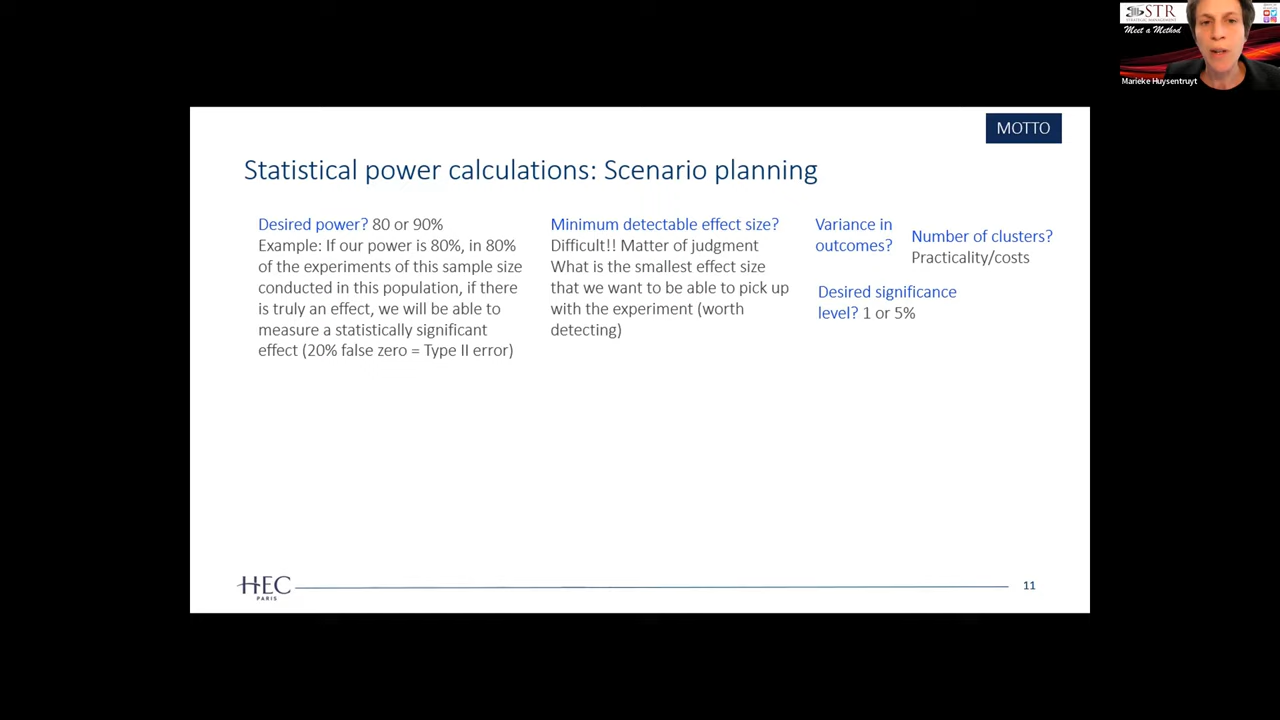 STR
STRATEGIC MANAGEMENT
Meet a Method
Marieke Huysentruyt
MOTTO
Statistical power calculations: Scenario planning
Desired power? 80 or 90%
Example: If our power is 80%, in 80%
of the experiments of this sample size
conducted in this population, if there
is truly an effect, we will be able to
measure a statistically significant
effect (20% false zero = Type II error)
Minimum detectable effect size?
Difficult!! Matter of judgment
What is the smallest effect size
that we want to be able to pick up
with the experiment (worth
detecting)
Variance in
outcomes?
Number of clusters?
Practicality/costs
Desired significance
level? 1 or 5%
HEC
PARIS
11